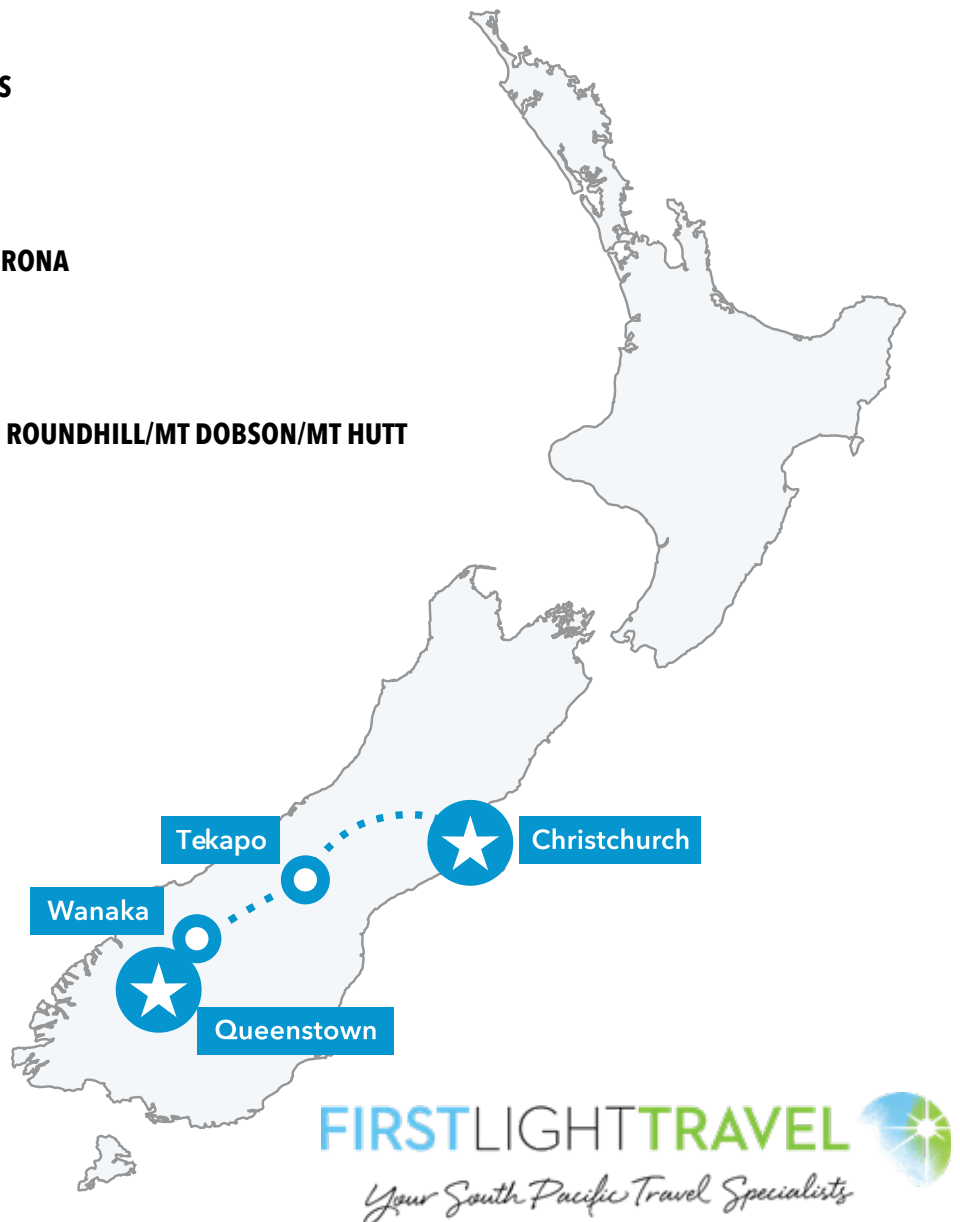 S
RONA
ROUNDHILL/MT DOBSON/MT HUTT
Tekapo
Christchurch
Wanaka
Queenstown
FIRSTLIGHTTRAVEL
Your South Pacific Travel Specialists